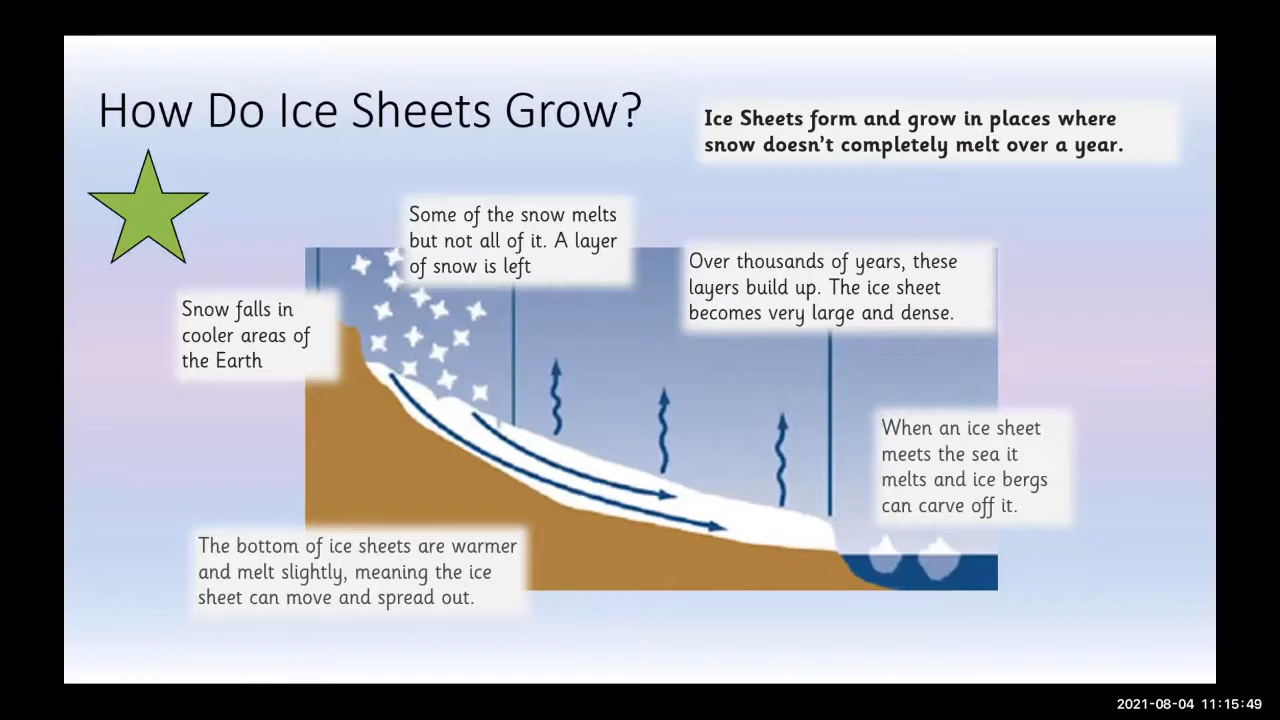 How Do Ice Sheets Grow?
Ice Sheets form and grow in places where
snow doesn't completely melt over a year.
Some of the snow melts
but not all of it. A layer
of snow is left
Over thousands of years, these
layers build up. The ice sheet
becomes very large and dense.
Snow falls in
cooler areas of
the Earth
When an ice sheet
meets the sea it
melts and ice bergs
can carve off it.
The bottom of ice sheets are warmer
and melt slightly, meaning the ice
sheet can move and spread out.
2021-08-04 11:15:49